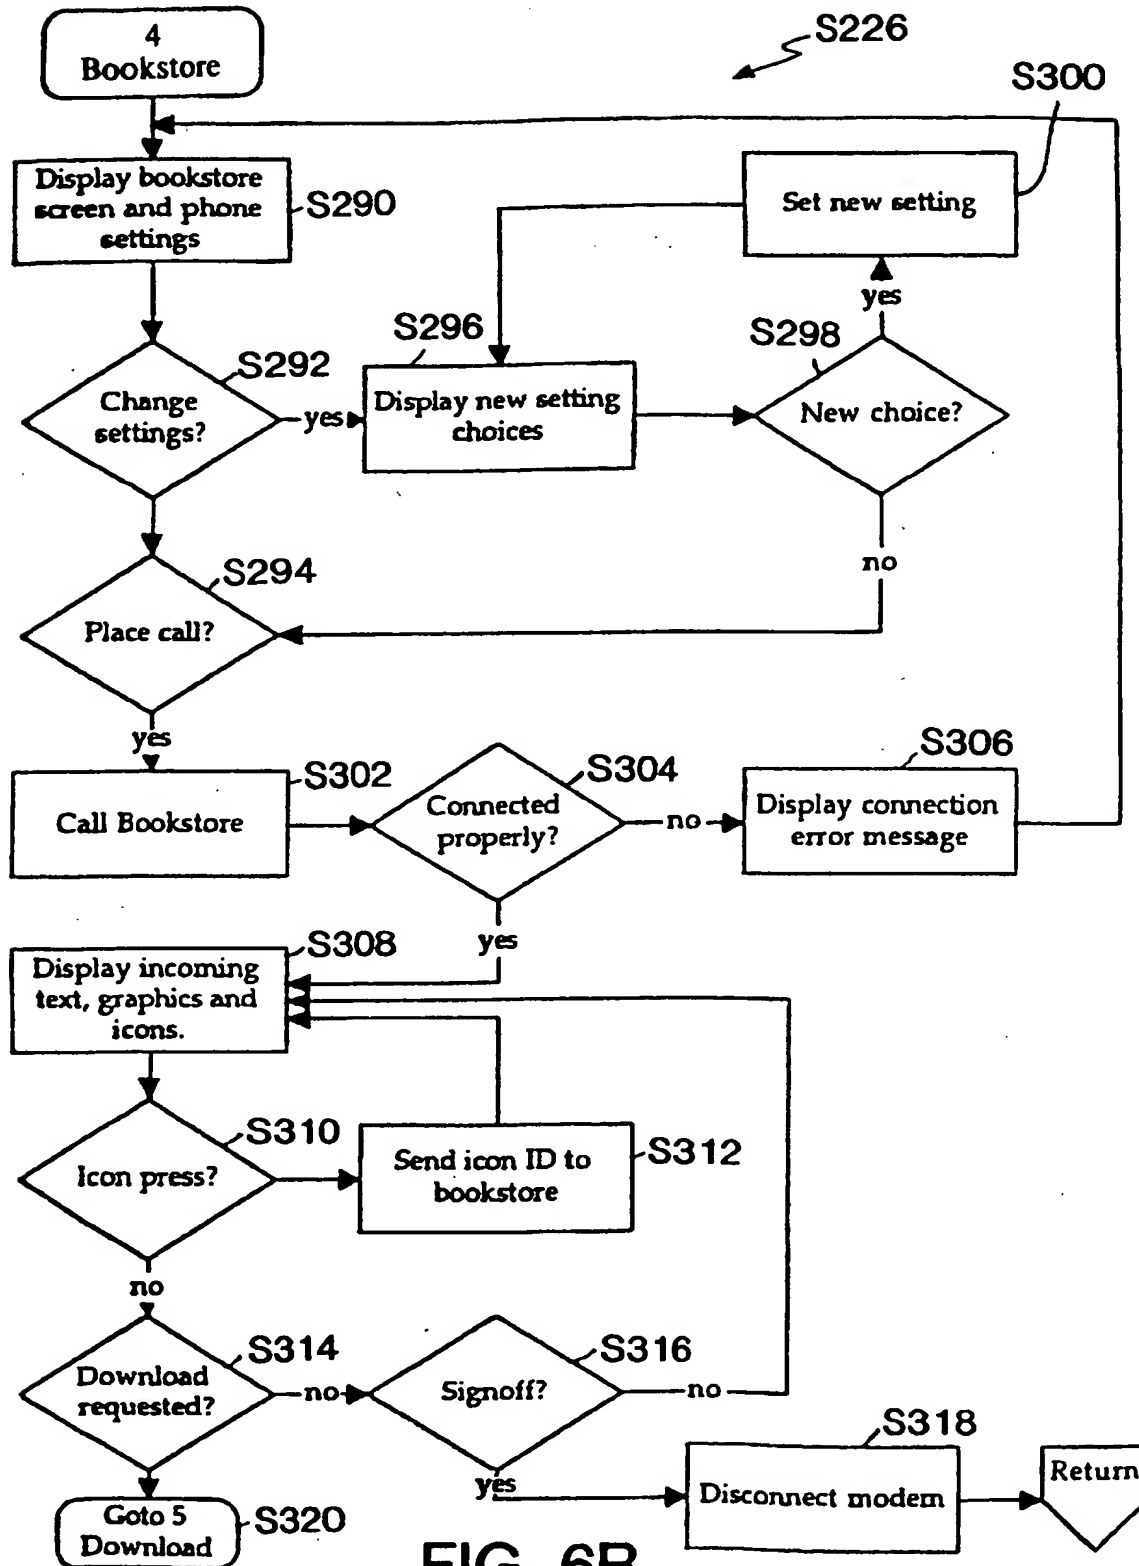 4
Bookstore
S226
S300
Display bookstore
screen and phone
settings
S290
Set new setting
yes
S292
Change
settings?
yes
S296
Display new setting
choices
S298
New choice?
no
S294
Place call?
yes
S302
Call Bookstore
S304
Connected
properly?
no
S306
Display connection
error message
yes
S308
Display incoming
text, graphics and
icons.
S310
Icon press?
S312
Send icon ID to
bookstore
no
S314
Download
requested?
no
S316
Signoff?
no
yes
S318
Disconnect modem
Return
Goto 5
Download
S320